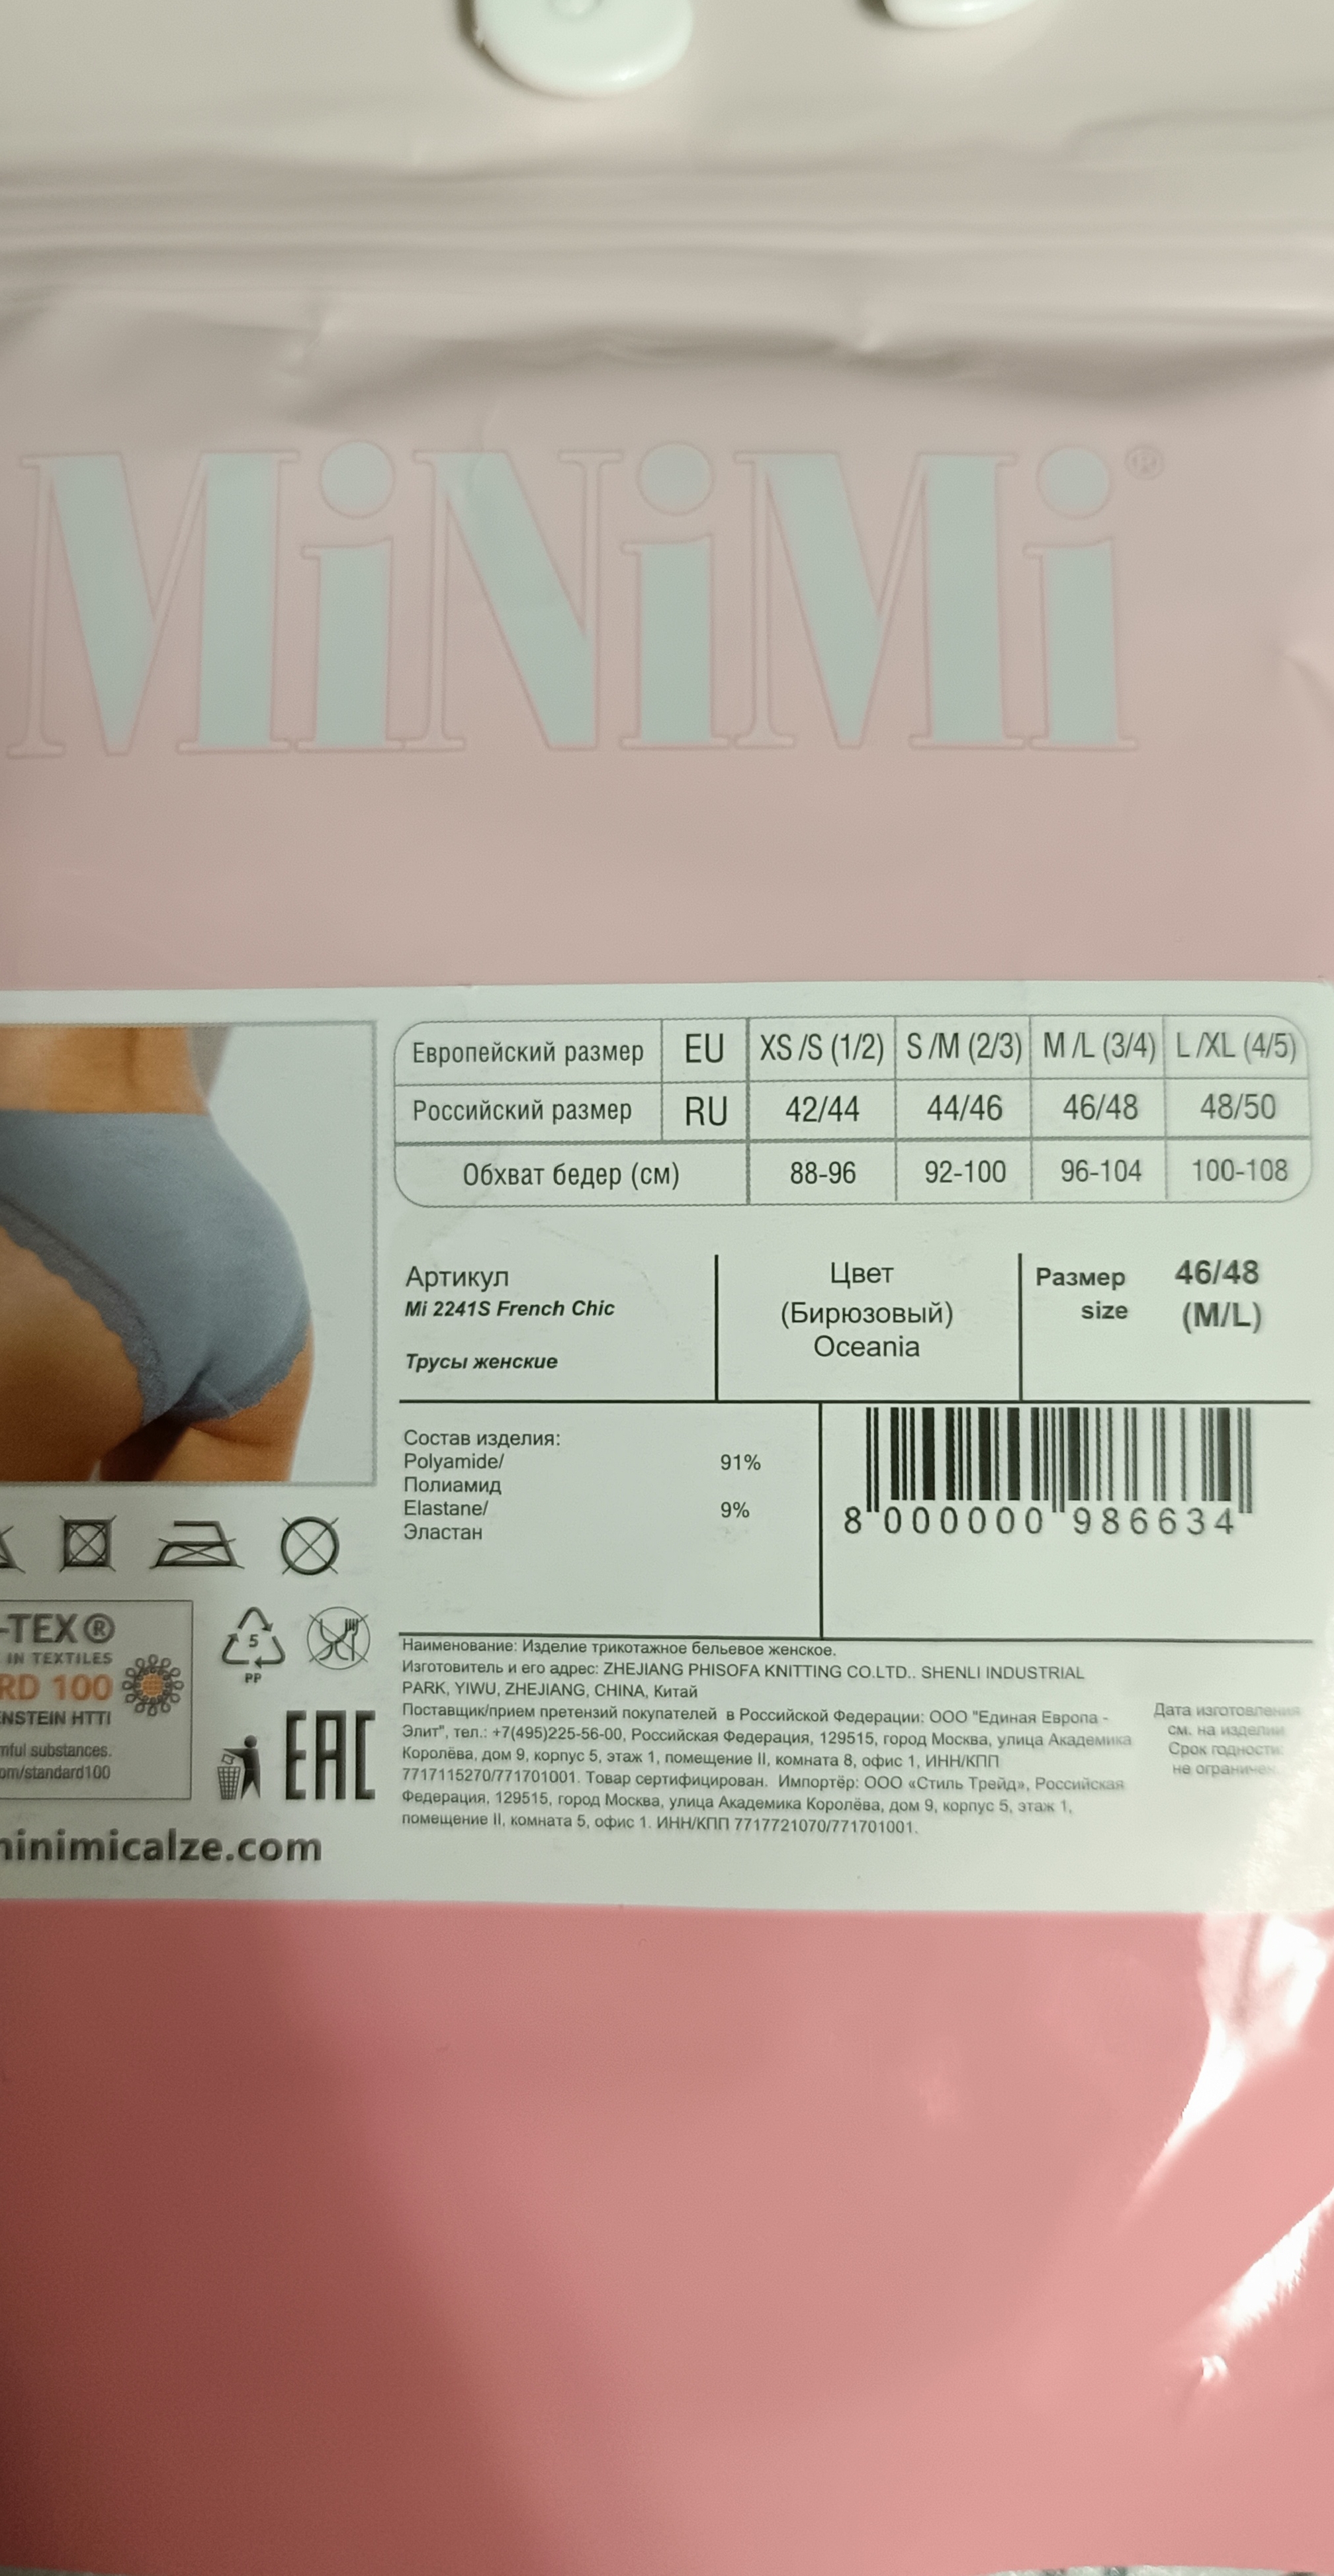 MiNiMi®
Европейский размер EU XS/S (1/2) S/M (2/3) M/L (3/4) L/XL (4/5)
Российский размер RU 42/44 44/46 46/48 48/50
Обхват бедер (см) 88-96 92-100 96-104 100-108
Артикул
Mi 2241S French Chic
Трусы женские
Цвет
(Бирюзовый)
Oceania
Размер 46/48
size (M/L)
Состав изделия:
Polyamide/ 91%
Полиамид
Elastane/ 9%
Эластан
8 000000 986634
-TEX®
IN TEXTILES
RD 100
NSTEIN HTTI
mful substances.
om/standard100
5
PP
EAC
inimicalze.com
Наименование: Изделие трикотажное бельевое женское.
Изготовитель и его адрес: ZHEJIANG PHISOFA KNITTING CO.LTD.. SHENLI INDUSTRIAL
PARK, YIWU, ZHEJIANG, CHINA, Китай
Поставщик/прием претензий покупателей в Российской Федерации: ООО "Единая Европа -
Элит", тел.: +7(495)225-56-00, Российская Федерация, 129515, город Москва, улица Академика
Королёва, дом 9, корпус 5, этаж 1, помещение II, комната 8, офис 1, ИНН/КПП
7717115270/771701001. Товар сертифицирован. Импортёр: ООО «Стиль Трейд», Российская
Федерация, 129515, город Москва, улица Академика Королёва, дом 9, корпус 5, этаж 1,
помещение II, комната 5, офис 1. ИНН/КПП 7717721070/771701001.
Дата изготовления
см. на изделии
Срок годности:
не ограничен.